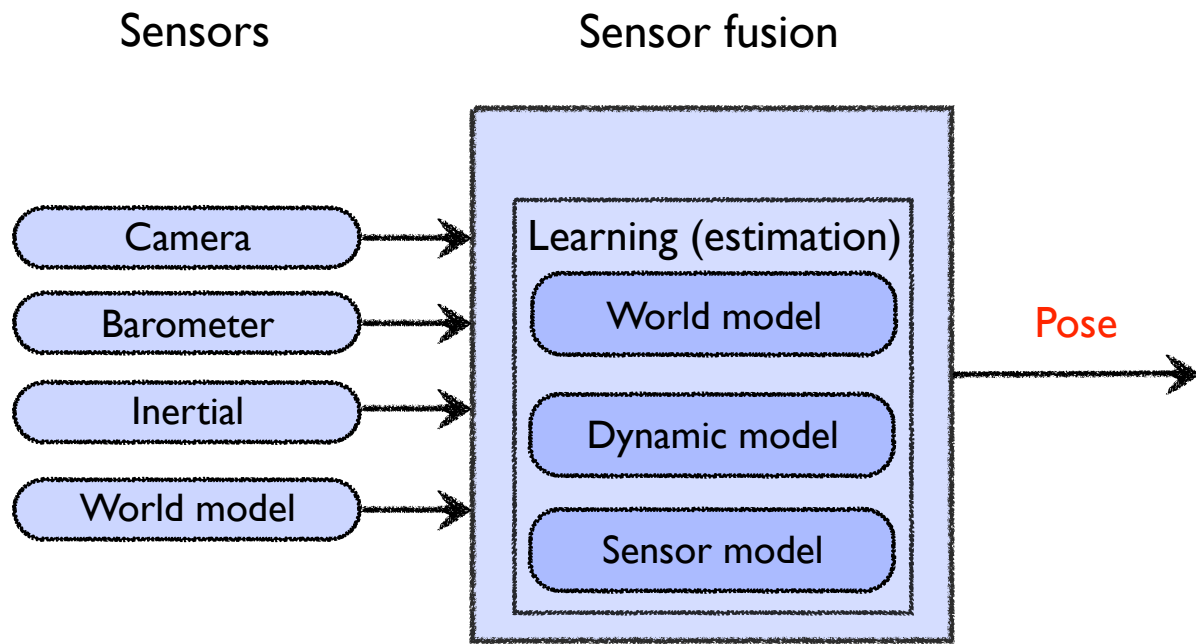 Sensors
Sensor fusion
Camera
Barometer
Inertial
World model
Learning (estimation)
World model
Dynamic model
Sensor model
Pose